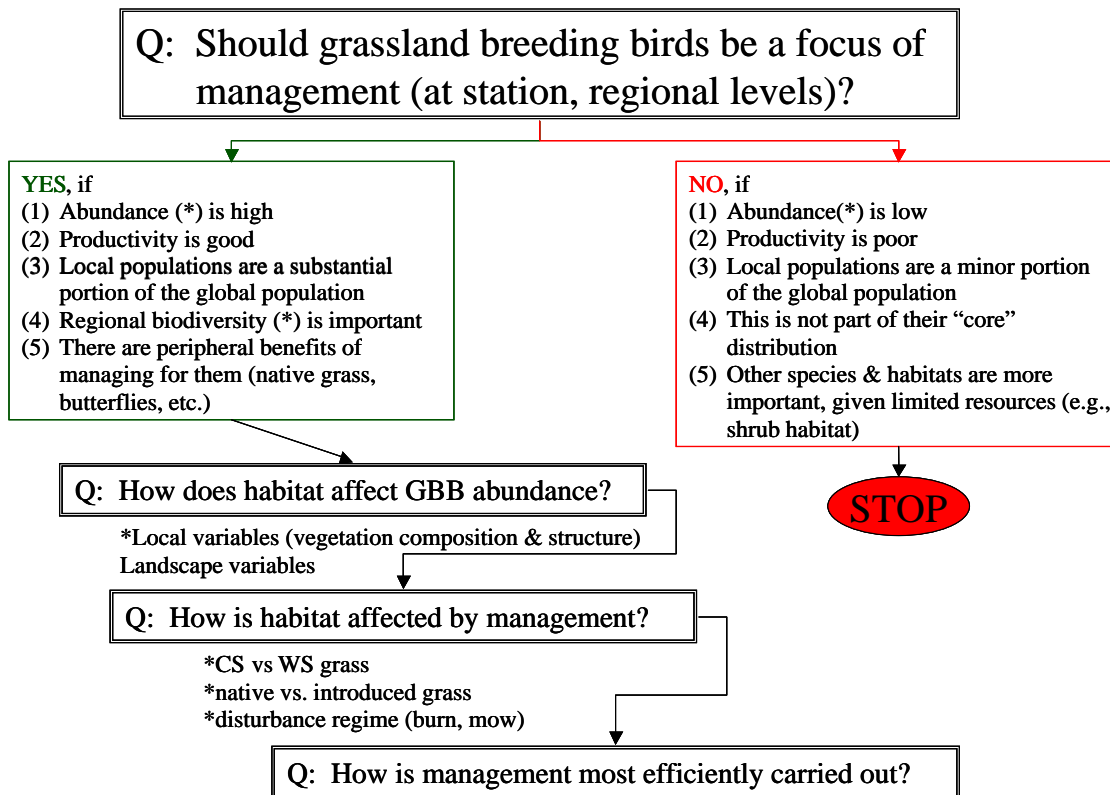 Q: Should grassland breeding birds be a focus of
management (at station, regional levels)?
YES, if
(1) Abundance (*) is high
(2) Productivity is good
(3) Local populations are a substantial
portion of the global population
(4) Regional biodiversity (*) is important
(5) There are peripheral benefits of
managing for them (native grass,
butterflies, etc.)
NO, if
(1) Abundance(*) is low
(2) Productivity is poor
(3) Local populations are a minor portion
of the global population
(4) This is not part of their “core”
distribution
(5) Other species & habitats are more
important, given limited resources (e.g.,
shrub habitat)
STOP
Q: How does habitat affect GBB abundance?
*Local variables (vegetation composition & structure)
Landscape variables
Q: How is habitat affected by management?
*CS vs WS grass
*native vs. introduced grass
*disturbance regime (burn, mow)
Q: How is management most efficiently carried out?